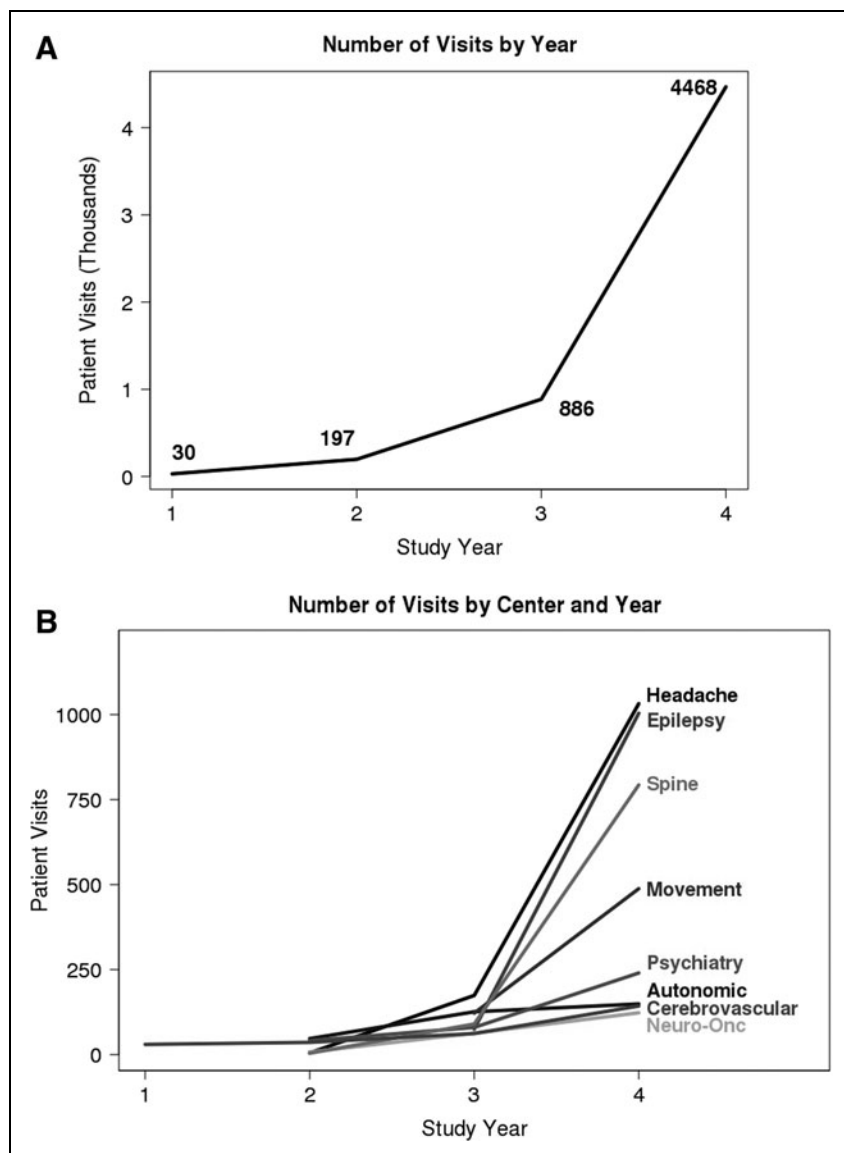 A
Number of Visits by Year
Patient Visits (Thousands)
4
3
2
1
0
30
197
886
4468
1 2 3 4
Study Year
B
Number of Visits by Center and Year
Patient Visits
1000
750
500
250
0
Headache
Epilepsy
Spine
Movement
Psychiatry
Autonomic
Cerebrovascular
Neuro-Onc
1 2 3 4
Study Year